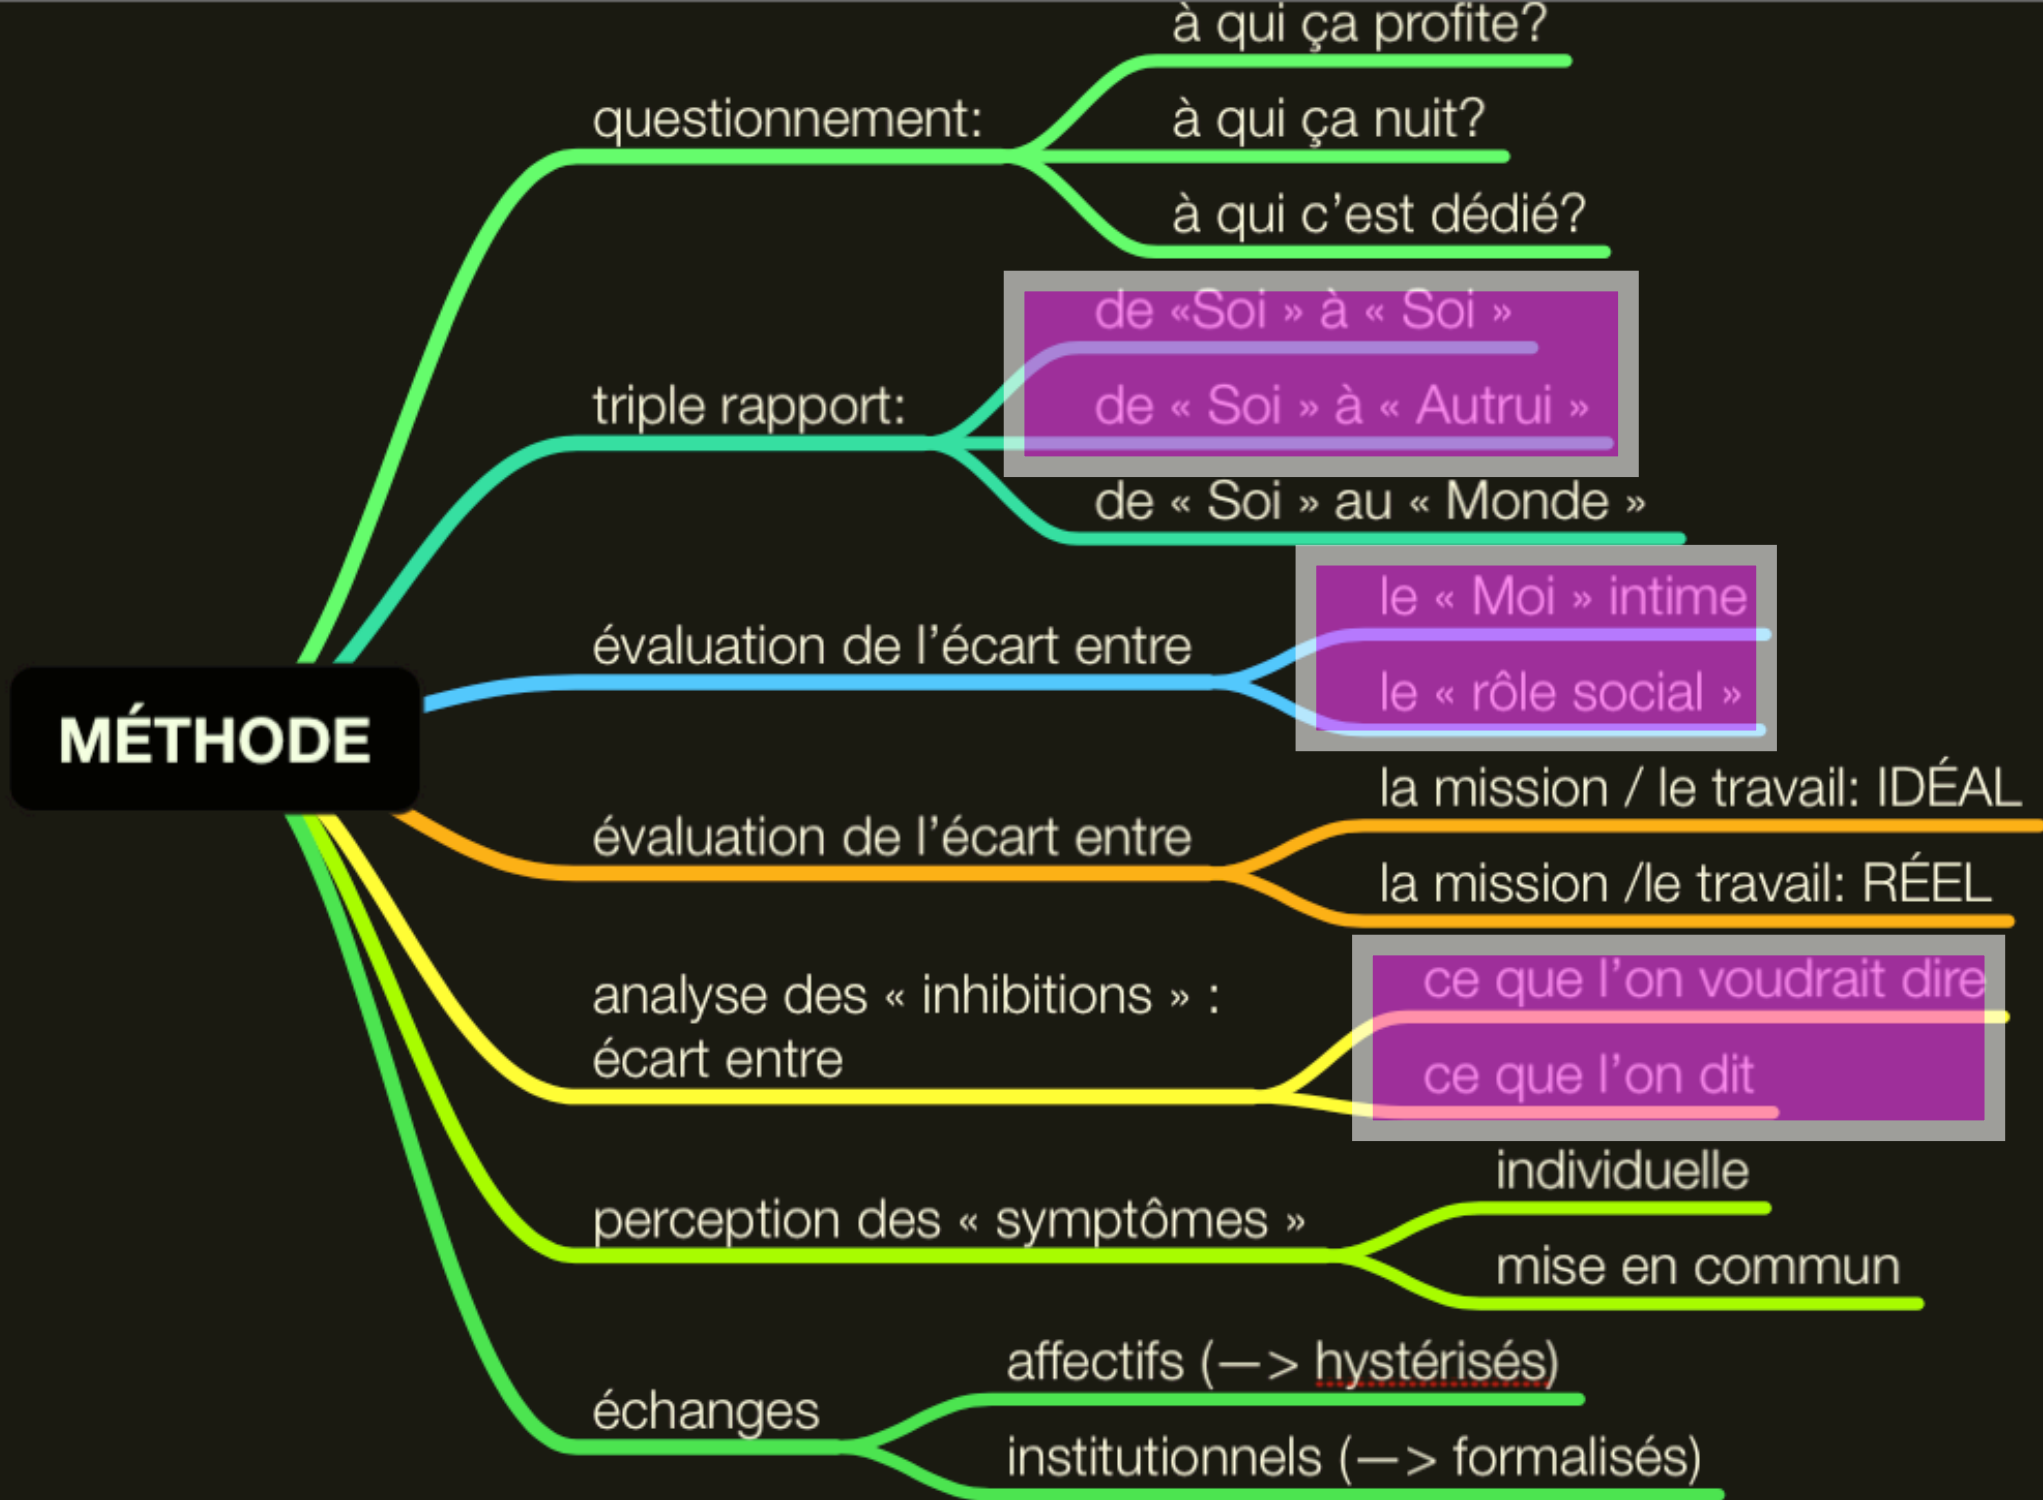 à qui ça profite?
questionnement:
à qui ça nuit?
à qui c’est dédié?
de «Soi » à « Soi »
triple rapport:
de « Soi » à « Autrui »
de « Soi » au « Monde »
le « Moi » intime
évaluation de l’écart entre
le « rôle social »
MÉTHODE
la mission / le travail: IDÉAL
évaluation de l’écart entre
la mission /le travail: RÉEL
ce que l’on voudrait dire
analyse des « inhibitions » :
écart entre
ce que l’on dit
individuelle
perception des « symptômes »
mise en commun
affectifs (—> hystérisés)
échanges
institutionnels (—> formalisés)